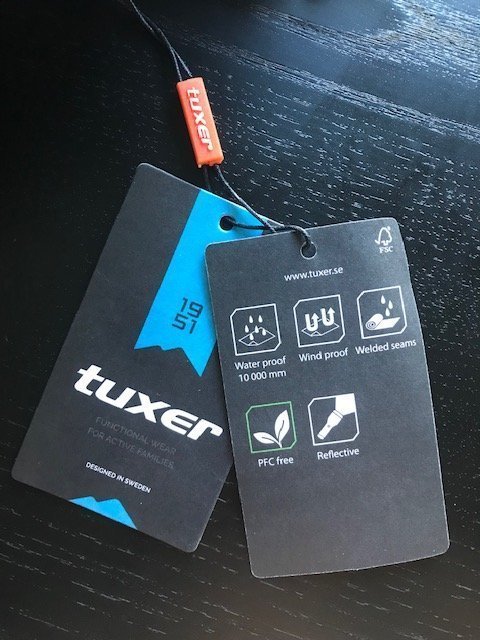 tuxer
19
51
tuxer
FUNCTIONAL WEAR
FOR ACTIVE FAMILIES.
DESIGNED IN SWEDEN
FSC
www.tuxer.se
Water proof
10 000 mm
Wind proof
Welded seams
PFC free
Reflective